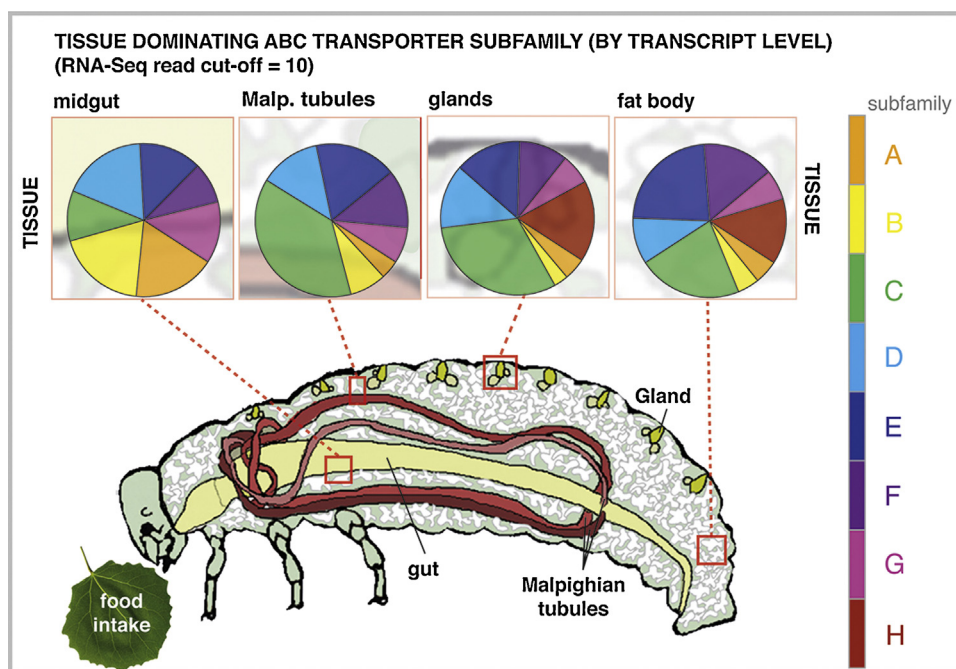 TISSUE DOMINATING ABC TRANSPORTER SUBFAMILY (BY TRANSCRIPT LEVEL)
(RNA-Seq read cut-off = 10)
midgut
Malp. tubules
glands
fat body
subfamily
TISSUE
TISSUE
A
B
C
D
E
F
G
H
Gland
gut
Malpighian
tubules
food
intake